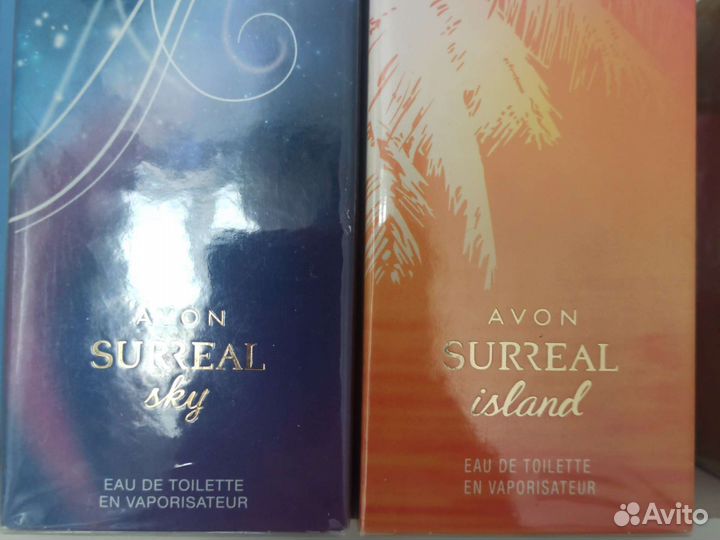 AVON
SURREAL
sky
EAU DE TOILETTE
EN VAPORISATEUR
AVON
SURREAL
island
EAU DE TOILETTE
EN VAPORISATEUR
Avito